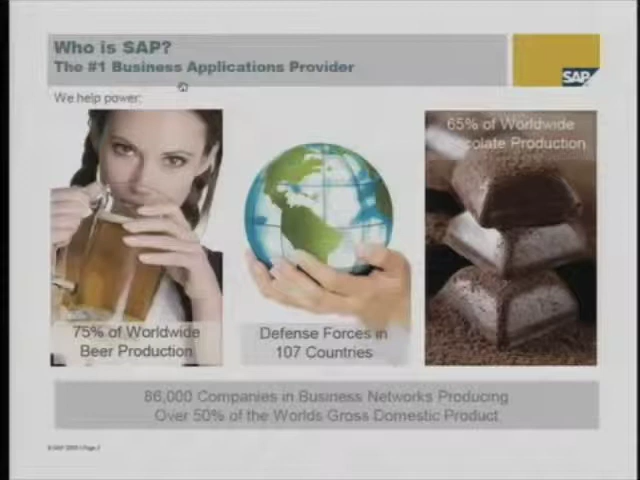 Who is SAP?
The #1 Business Applications Provider
SAP
We help power:
65% of Worldwide
colate Production
75% of Worldwide
Beer Production
Defense Forces in
107 Countries
86,000 Companies in Business Networks Producing
Over 50% of the Worlds Gross Domestic Product